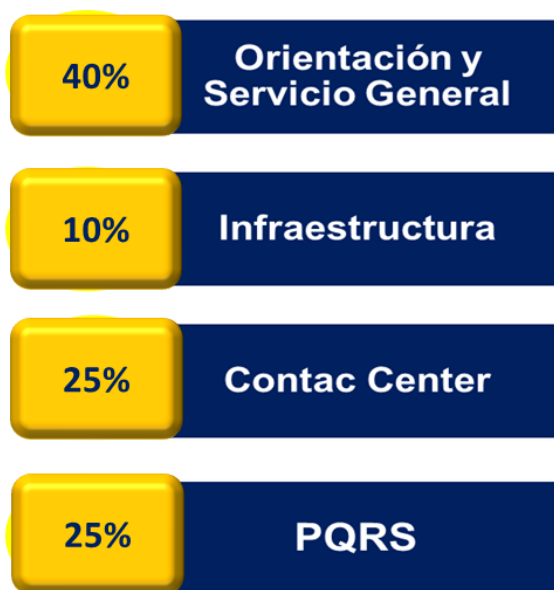 40%
Orientación y
Servicio General
10%
Infraestructura
25%
Contac Center
25%
PQRS